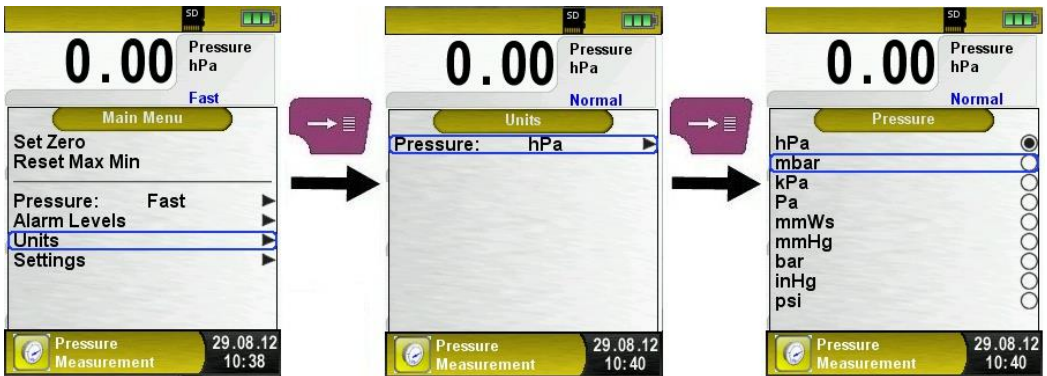 SD
0.00 Pressure
hPa
Fast
Main Menu
Set Zero
Reset Max Min
Pressure: Fast
Alarm Levels
Units
Settings
Pressure
Measurement
29.08.12
10:38
SD
0.00 Pressure
hPa
Normal
Units
Pressure: hPa
Pressure
Measurement
29.08.12
10:40
SD
0.00 Pressure
hPa
Normal
Pressure
hPa
mbar
kPa
Pa
mmWs
mmHg
bar
inHg
psi
Pressure
Measurement
29.08.12
10:40